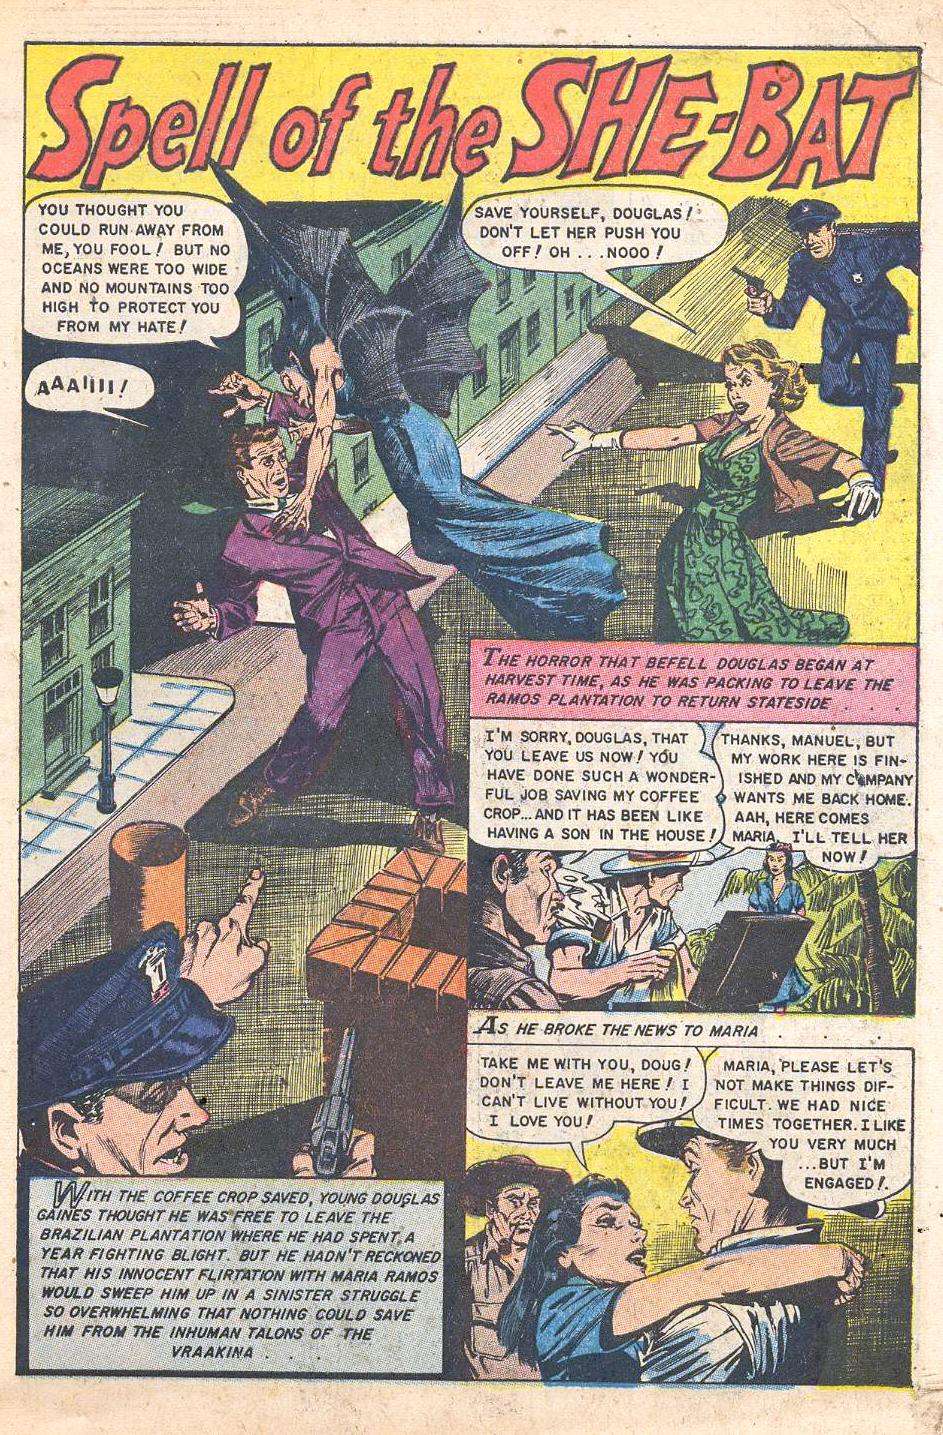 Spell of the SHE-BAT
YOU THOUGHT YOU
COULD RUN AWAY FROM
ME, YOU FOOL! BUT NO
OCEANS WERE TOO WIDE
AND NO MOUNTAINS TOO
HIGH TO PROTECT YOU
FROM MY HATE!
SAVE YOURSELF, DOUGLAS!
DON'T LET HER PUSH YOU
OFF! OH ... NOOO!
AAAIIII!
THE HORROR THAT BEFELL DOUGLAS BEGAN AT
HARVEST TIME, AS HE WAS PACKING TO LEAVE THE
RAMOS PLANTATION TO RETURN STATESIDE . . . .
I'M SORRY, DOUGLAS, THAT
YOU LEAVE US NOW! YOU
HAVE DONE SUCH A WONDER-
FUL JOB SAVING MY COFFEE
CROP... AND IT HAS BEEN LIKE
HAVING A SON IN THE HOUSE!
THANKS, MANUEL, BUT
MY WORK HERE IS FIN-
ISHED AND MY COMPANY
WANTS ME BACK HOME.
AAH, HERE COMES
MARIA. I'LL TELL HER
NOW!
AS HE BROKE THE NEWS TO MARIA . . . .
TAKE ME WITH YOU, DOUG!
DON'T LEAVE ME HERE! I
CAN'T LIVE WITHOUT YOU!
I LOVE YOU!
MARIA, PLEASE LET'S
NOT MAKE THINGS DIF-
FICULT. WE HAD NICE
TIMES TOGETHER. I LIKE
YOU VERY MUCH
...BUT I'M
ENGAGED!
WITH THE COFFEE CROP SAVED, YOUNG DOUGLAS
GAINES THOUGHT HE WAS FREE TO LEAVE THE
BRAZILIAN PLANTATION WHERE HE HAD SPENT A
YEAR FIGHTING BLIGHT. BUT HE HADN'T RECKONED
THAT HIS INNOCENT FLIRTATION WITH MARIA RAMOS
WOULD SWEEP HIM UP IN A SINISTER STRUGGLE
SO OVERWHELMING THAT NOTHING COULD SAVE
HIM FROM THE INHUMAN TALONS OF THE
VRAAKINA . . . .